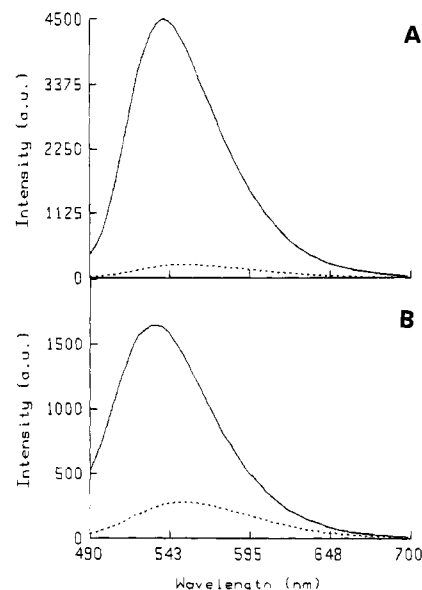 A
4500
3375
2250
1125
0
Intensity (a.u.)
B
1500
1000
500
0
Intensity (a.u.)
490 543 595 648 700
Wavelength (nm)